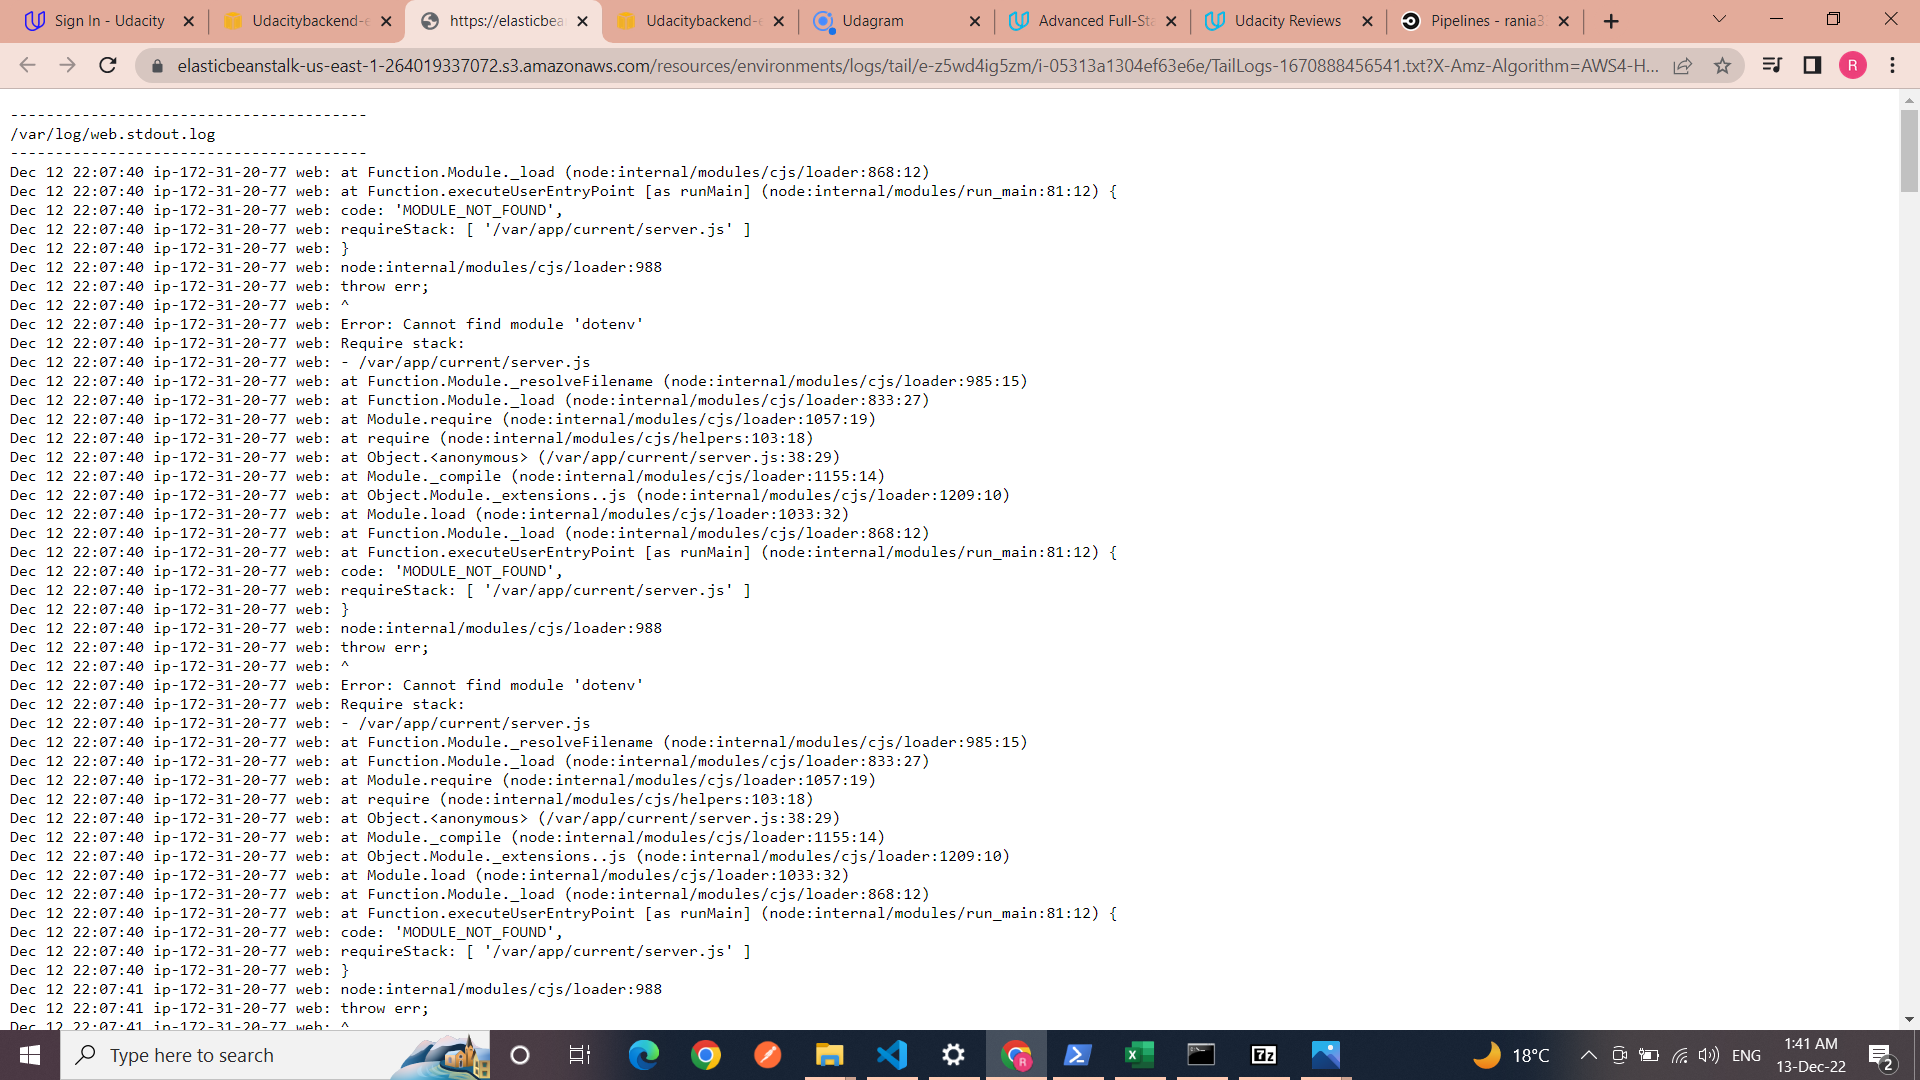 Sign In - Udacity
Udacitybackend-e
https://elasticbea
Udacitybackend-e
Udagram
Advanced Full-Sta
Udacity Reviews
Pipelines - rania3
elasticbeanstalk-us-east-1-264019337072.s3.amazonaws.com/resources/environments/logs/tail/e-z5wd4ig5zm/i-05313a1304ef63e6e/TailLogs-1670888456541.txt?X-Amz-Algorithm=AWS4-H...
R
----------------------------------------
/var/log/web.stdout.log
----------------------------------------
Dec 12 22:07:40 ip-172-31-20-77 web: at Function.Module._load (node:internal/modules/cjs/loader:868:12)
Dec 12 22:07:40 ip-172-31-20-77 web: at Function.executeUserEntryPoint [as runMain] (node:internal/modules/run_main:81:12) {
Dec 12 22:07:40 ip-172-31-20-77 web: code: 'MODULE_NOT_FOUND',
Dec 12 22:07:40 ip-172-31-20-77 web: requireStack: [ '/var/app/current/server.js' ]
Dec 12 22:07:40 ip-172-31-20-77 web: }
Dec 12 22:07:40 ip-172-31-20-77 web: node:internal/modules/cjs/loader:988
Dec 12 22:07:40 ip-172-31-20-77 web: throw err;
Dec 12 22:07:40 ip-172-31-20-77 web: ^
Dec 12 22:07:40 ip-172-31-20-77 web: Error: Cannot find module 'dotenv'
Dec 12 22:07:40 ip-172-31-20-77 web: Require stack:
Dec 12 22:07:40 ip-172-31-20-77 web: - /var/app/current/server.js
Dec 12 22:07:40 ip-172-31-20-77 web: at Function.Module._resolveFilename (node:internal/modules/cjs/loader:985:15)
Dec 12 22:07:40 ip-172-31-20-77 web: at Function.Module._load (node:internal/modules/cjs/loader:833:27)
Dec 12 22:07:40 ip-172-31-20-77 web: at Module.require (node:internal/modules/cjs/loader:1057:19)
Dec 12 22:07:40 ip-172-31-20-77 web: at require (node:internal/modules/cjs/helpers:103:18)
Dec 12 22:07:40 ip-172-31-20-77 web: at Object.<anonymous> (/var/app/current/server.js:38:29)
Dec 12 22:07:40 ip-172-31-20-77 web: at Module._compile (node:internal/modules/cjs/loader:1155:14)
Dec 12 22:07:40 ip-172-31-20-77 web: at Object.Module._extensions..js (node:internal/modules/cjs/loader:1209:10)
Dec 12 22:07:40 ip-172-31-20-77 web: at Module.load (node:internal/modules/cjs/loader:1033:32)
Dec 12 22:07:40 ip-172-31-20-77 web: at Function.Module._load (node:internal/modules/cjs/loader:868:12)
Dec 12 22:07:40 ip-172-31-20-77 web: at Function.executeUserEntryPoint [as runMain] (node:internal/modules/run_main:81:12) {
Dec 12 22:07:40 ip-172-31-20-77 web: code: 'MODULE_NOT_FOUND',
Dec 12 22:07:40 ip-172-31-20-77 web: requireStack: [ '/var/app/current/server.js' ]
Dec 12 22:07:40 ip-172-31-20-77 web: }
Dec 12 22:07:40 ip-172-31-20-77 web: node:internal/modules/cjs/loader:988
Dec 12 22:07:40 ip-172-31-20-77 web: throw err;
Dec 12 22:07:40 ip-172-31-20-77 web: ^
Dec 12 22:07:40 ip-172-31-20-77 web: Error: Cannot find module 'dotenv'
Dec 12 22:07:40 ip-172-31-20-77 web: Require stack:
Dec 12 22:07:40 ip-172-31-20-77 web: - /var/app/current/server.js
Dec 12 22:07:40 ip-172-31-20-77 web: at Function.Module._resolveFilename (node:internal/modules/cjs/loader:985:15)
Dec 12 22:07:40 ip-172-31-20-77 web: at Function.Module._load (node:internal/modules/cjs/loader:833:27)
Dec 12 22:07:40 ip-172-31-20-77 web: at Module.require (node:internal/modules/cjs/loader:1057:19)
Dec 12 22:07:40 ip-172-31-20-77 web: at require (node:internal/modules/cjs/helpers:103:18)
Dec 12 22:07:40 ip-172-31-20-77 web: at Object.<anonymous> (/var/app/current/server.js:38:29)
Dec 12 22:07:40 ip-172-31-20-77 web: at Module._compile (node:internal/modules/cjs/loader:1155:14)
Dec 12 22:07:40 ip-172-31-20-77 web: at Object.Module._extensions..js (node:internal/modules/cjs/loader:1209:10)
Dec 12 22:07:40 ip-172-31-20-77 web: at Module.load (node:internal/modules/cjs/loader:1033:32)
Dec 12 22:07:40 ip-172-31-20-77 web: at Function.Module._load (node:internal/modules/cjs/loader:868:12)
Dec 12 22:07:40 ip-172-31-20-77 web: at Function.executeUserEntryPoint [as runMain] (node:internal/modules/run_main:81:12) {
Dec 12 22:07:40 ip-172-31-20-77 web: code: 'MODULE_NOT_FOUND',
Dec 12 22:07:40 ip-172-31-20-77 web: requireStack: [ '/var/app/current/server.js' ]
Dec 12 22:07:40 ip-172-31-20-77 web: }
Dec 12 22:07:41 ip-172-31-20-77 web: node:internal/modules/cjs/loader:988
Dec 12 22:07:41 ip-172-31-20-77 web: throw err;
Dec 12 22:07:41 ip-172-31-20-77 web: ^
Type here to search
R
7z
18°C
ENG
1:41 AM
13-Dec-22
2